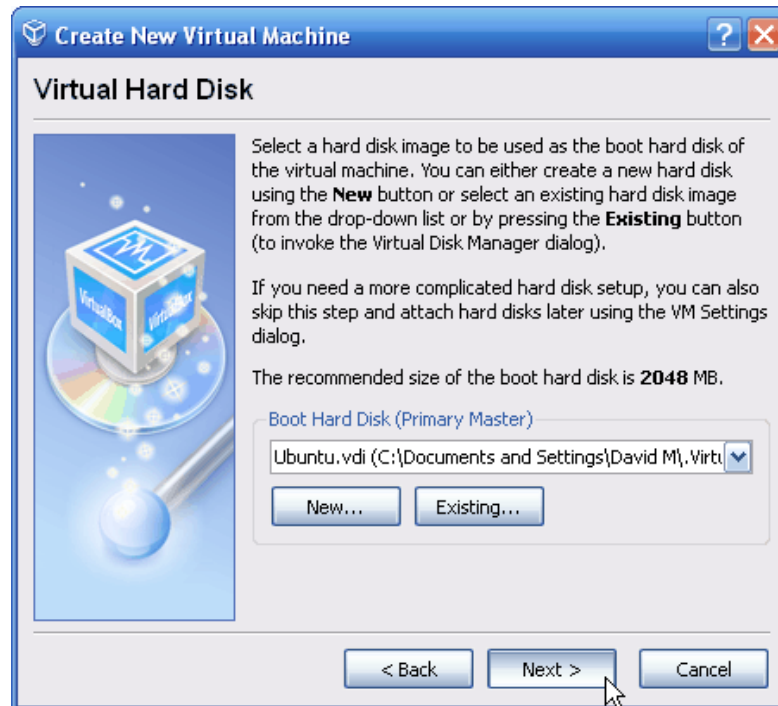 Create New Virtual Machine
Virtual Hard Disk
Select a hard disk image to be used as the boot hard disk of
the virtual machine. You can either create a new hard disk
using the New button or select an existing hard disk image
from the drop-down list or by pressing the Existing button
(to invoke the Virtual Disk Manager dialog).
If you need a more complicated hard disk setup, you can also
skip this step and attach hard disks later using the VM Settings
dialog.
The recommended size of the boot hard disk is 2048 MB.
Boot Hard Disk (Primary Master)
Ubuntu.vdi (C:\Documents and Settings\David M\.Virtu
New... Existing...
< Back Next > Cancel
VirtualBox VirtualBox